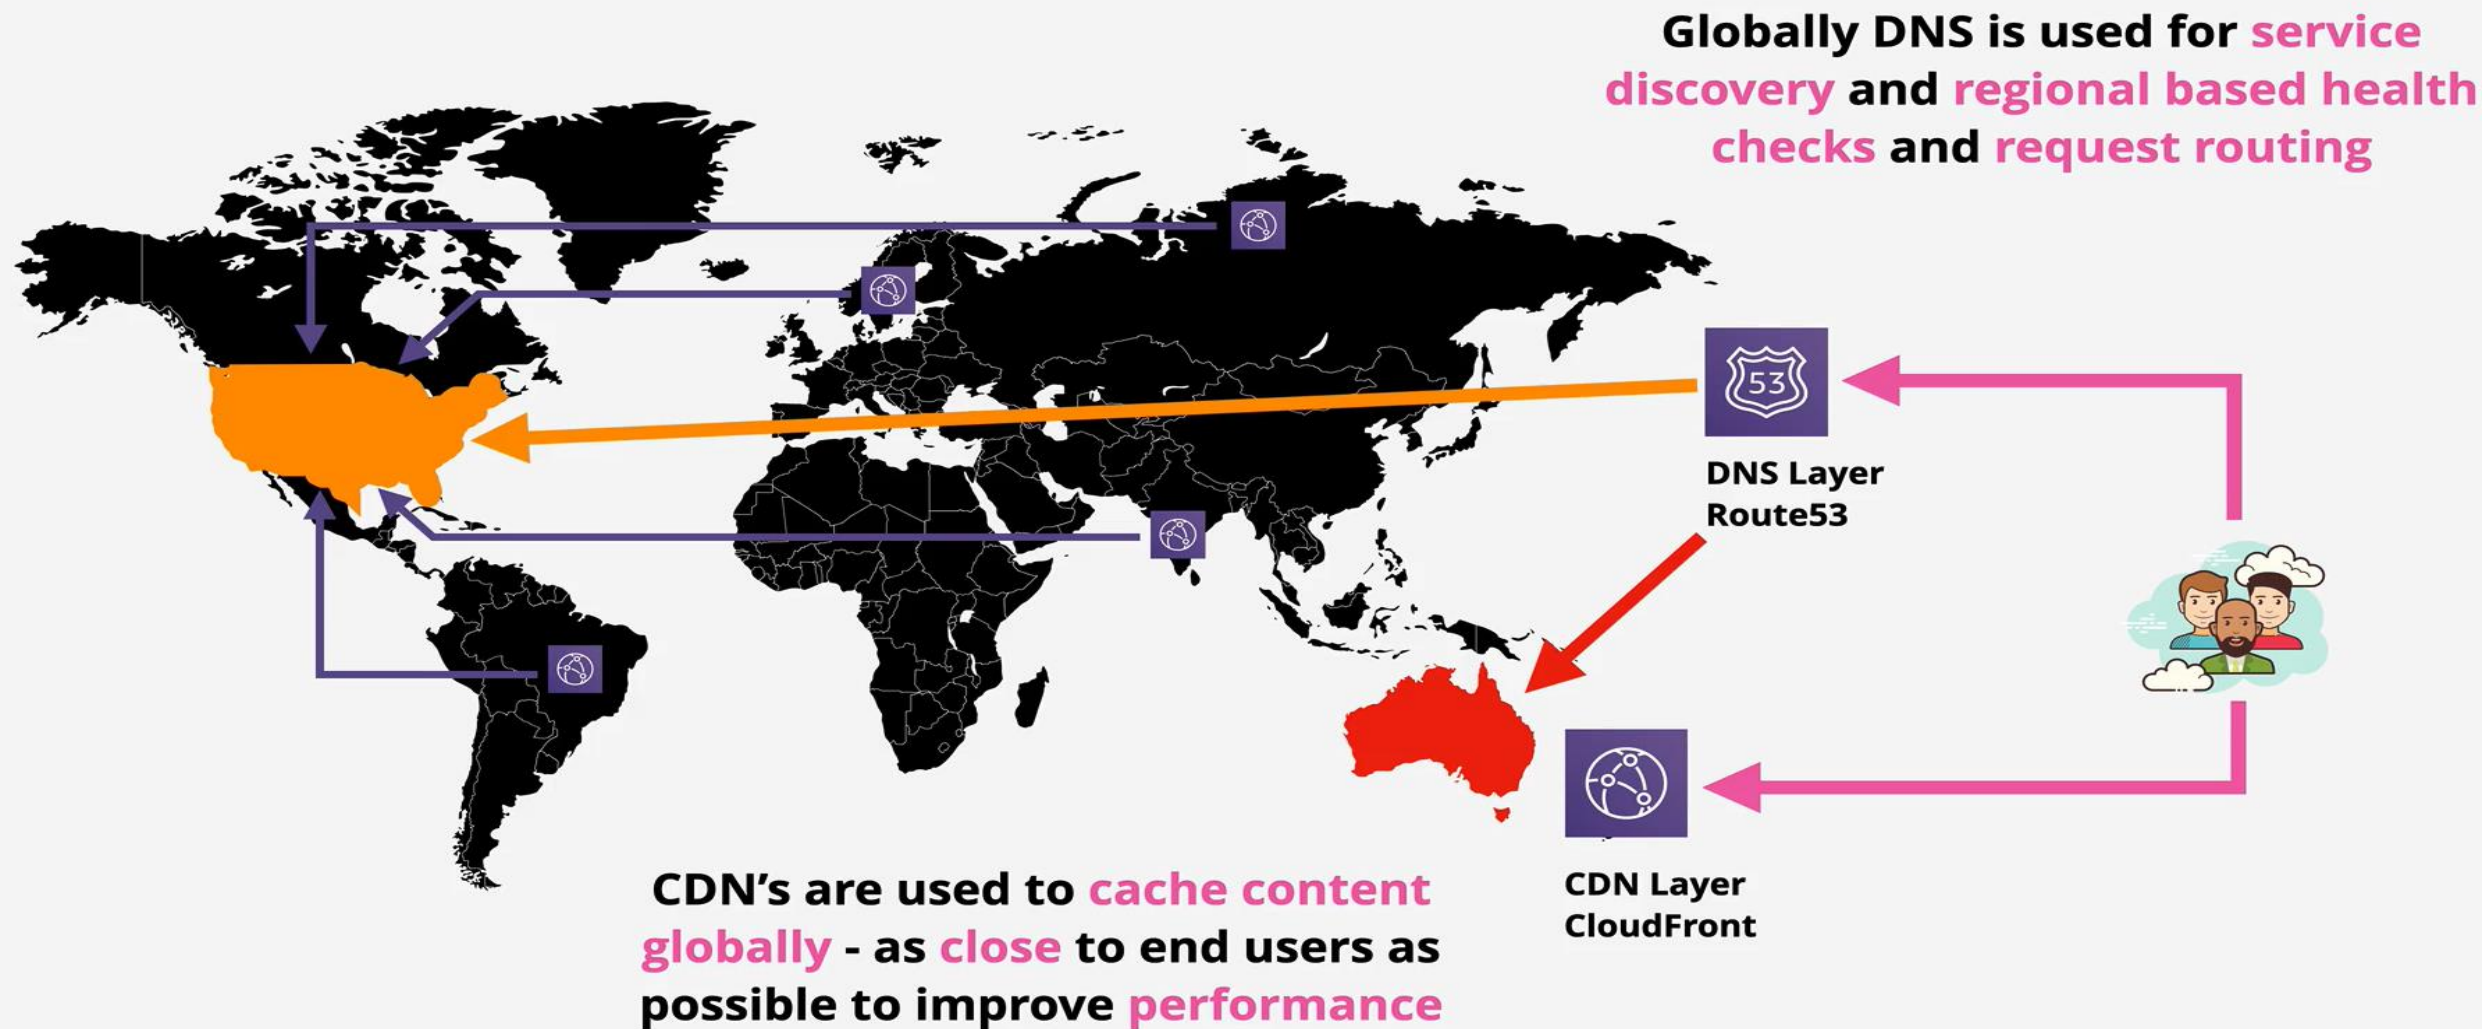 Globally DNS is used for service
discovery and regional based health
checks and request routing
53
DNS Layer
Route53
CDN Layer
CloudFront
CDN’s are used to cache content
globally - as close to end users as
possible to improve performance